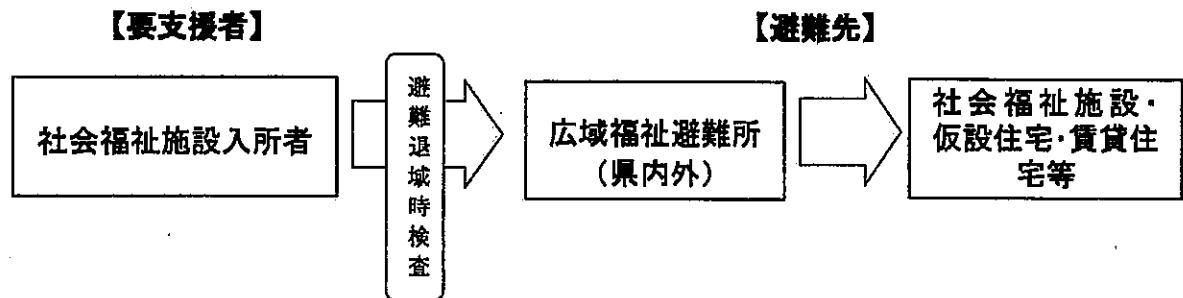 【要支援者】
【避難先】
社会福祉施設入所者
避難退域時検査
広域福祉避難所
(県内外)
社会福祉施設・
仮設住宅・賃貸住
宅等